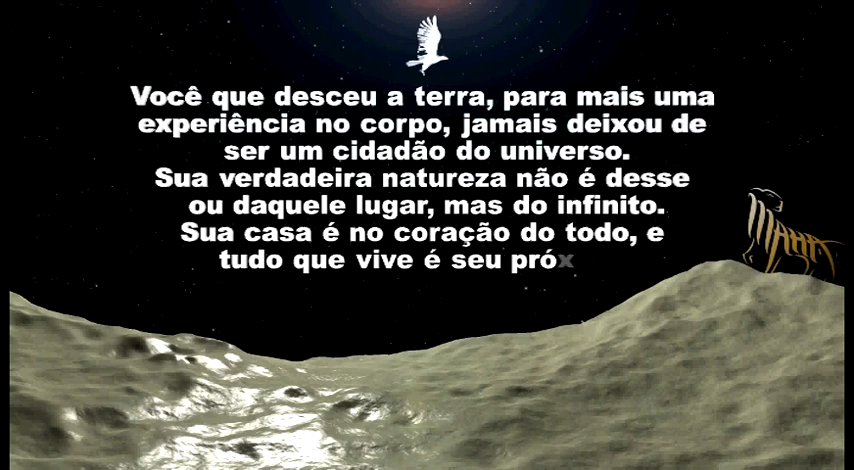 Você que desceu a terra, para mais uma
experiência no corpo, jamais deixou de
ser um cidadão do universo.
Sua verdadeira natureza não é desse
ou daquele lugar, mas do infinito.
Sua casa é no coração do todo, e
tudo que vive é seu próx
MAHA